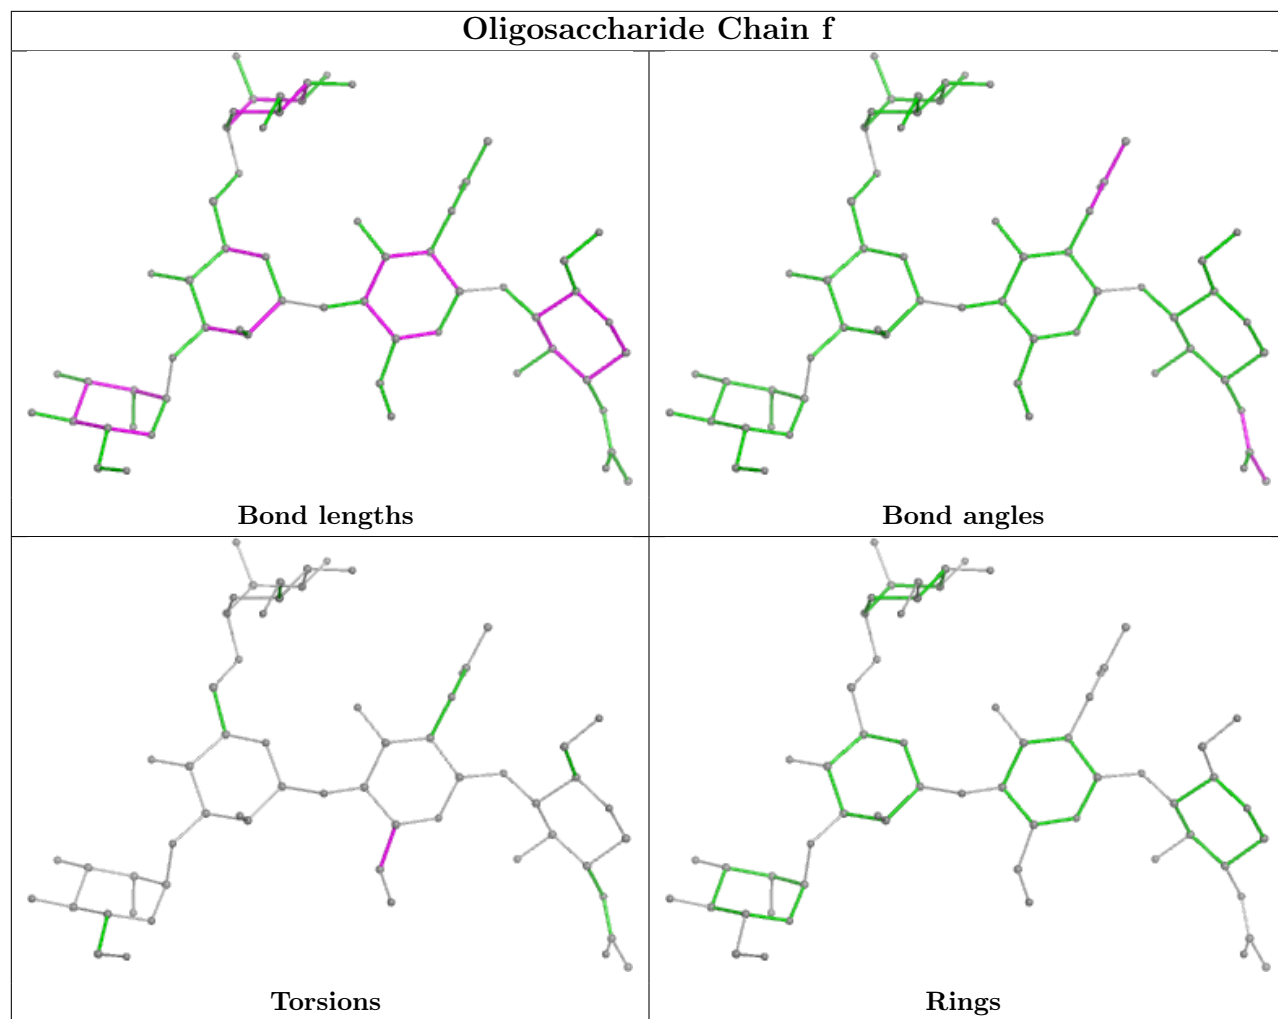 Oligosaccharide Chain f
Bond lengths
Bond angles
Torsions
Rings